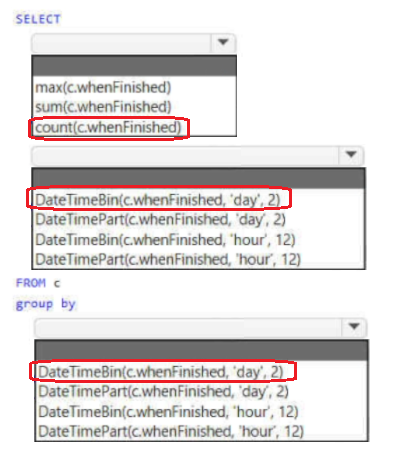 SELECT
max(c.whenFinished)
sum(c.whenFinished)
count(c.whenFinished)
DateTimeBin(c.whenFinished, 'day', 2)
DateTimePart(c.whenFinished, 'day', 2)
DateTimeBin(c.whenFinished, 'hour', 12)
DateTimePart(c.whenFinished, 'hour', 12)
FROM c
group by
DateTimeBin(c.whenFinished, 'day', 2)
DateTimePart(c.whenFinished, 'day', 2)
DateTimeBin(c.whenFinished, 'hour', 12)
DateTimePart(c.whenFinished, 'hour', 12)